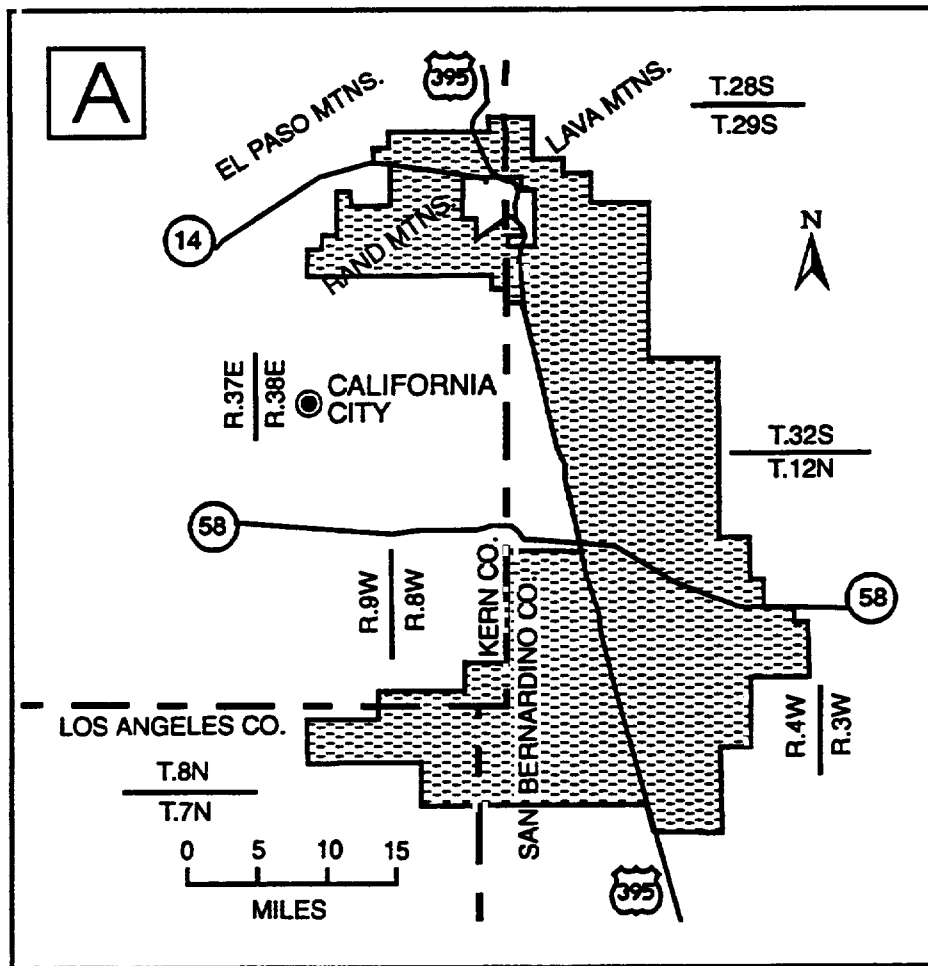 A
EL PASO MTNS.
395
LAVA MTNS.
T.28S
T.29S
14
RAND MTNS.
N
R.37E
R.38E
CALIFORNIA
CITY
T.32S
T.12N
58
R.9W
R.8W
KERN CO.
SAN BERNARDINO CO.
58
LOS ANGELES CO.
R.4W
R.3W
T.8N
T.7N
0 5 10 15
MILES
395